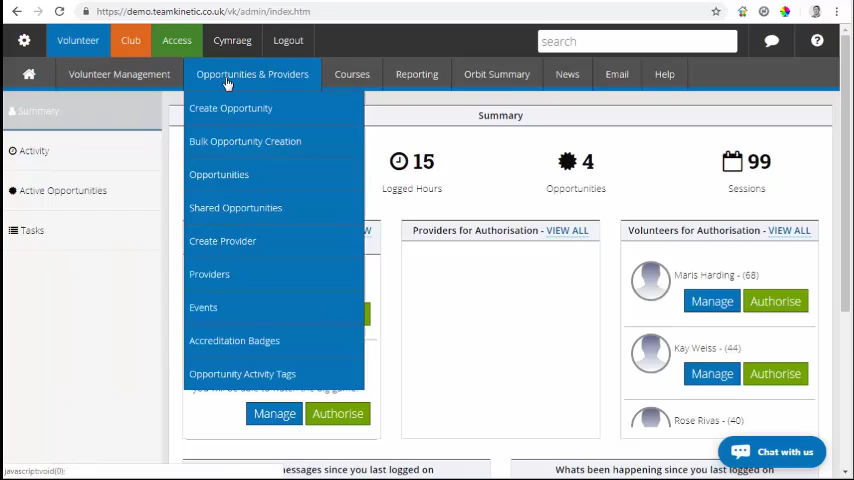 https://demo.teamkinetic.co.uk/vk/admin/index.htm
Volunteer Club Access Cymraeg Logout search
Volunteer Management Opportunities & Providers Courses Reporting Orbit Summary News Email Help
Summary
Activity
Active Opportunities
Tasks
Create Opportunity
Bulk Opportunity Creation
Opportunities
Shared Opportunities
Create Provider
Providers
Events
Accreditation Badges
Opportunity Activity Tags
Summary
15
Logged Hours
4
Opportunities
99
Sessions
Manage Authorise
Providers for Authorisation - VIEW ALL
Volunteers for Authorisation - VIEW ALL
Maris Harding - (68)
Manage Authorise
Kay Weiss - (44)
Manage Authorise
Rose Rivas - (40)
Chat with us
javascript:void(0);
messages since you last logged on
Whats been happening since you last logged on